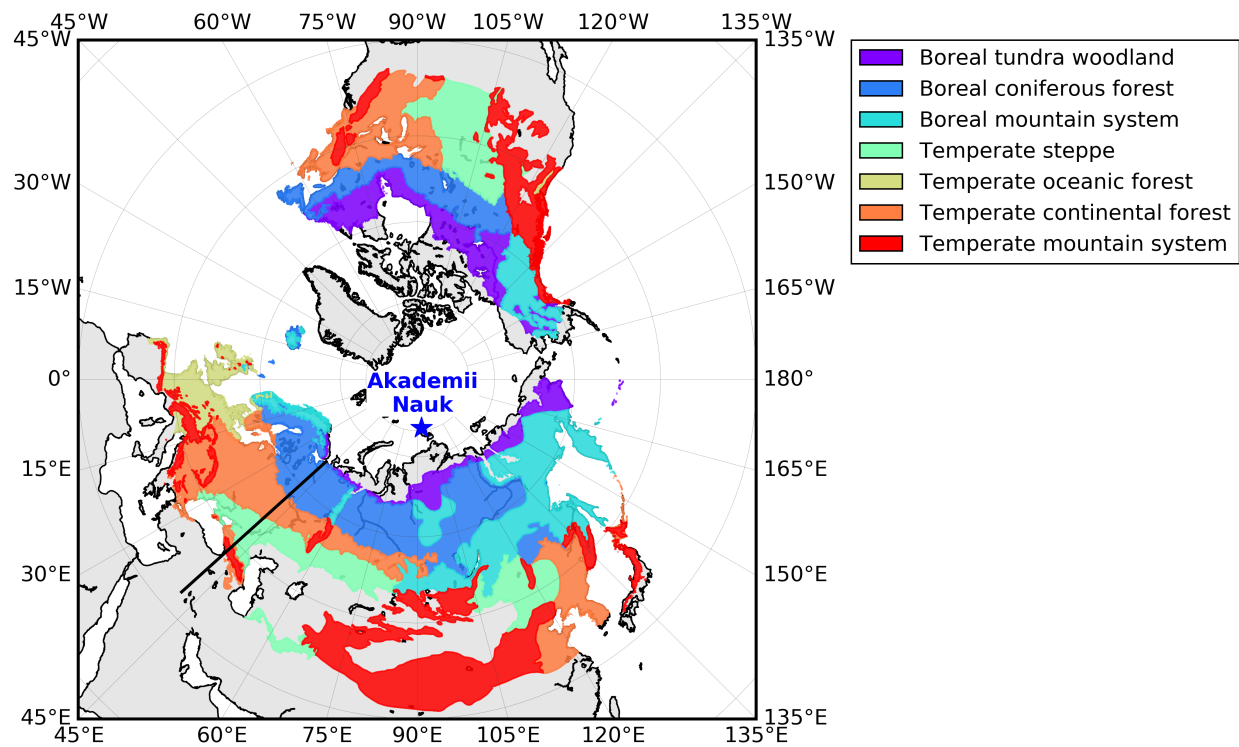 45°W 60°W 75°W 90°W 105°W 120°W 135°W
45°W 135°W
30°W 150°W
15°W 165°W
0° 180°
15°E 165°E
30°E 150°E
45°E 135°E
45°E 60°E 75°E 90°E 105°E 120°E 135°E
Akademii
Nauk
Boreal tundra woodland
Boreal coniferous forest
Boreal mountain system
Temperate steppe
Temperate oceanic forest
Temperate continental forest
Temperate mountain system